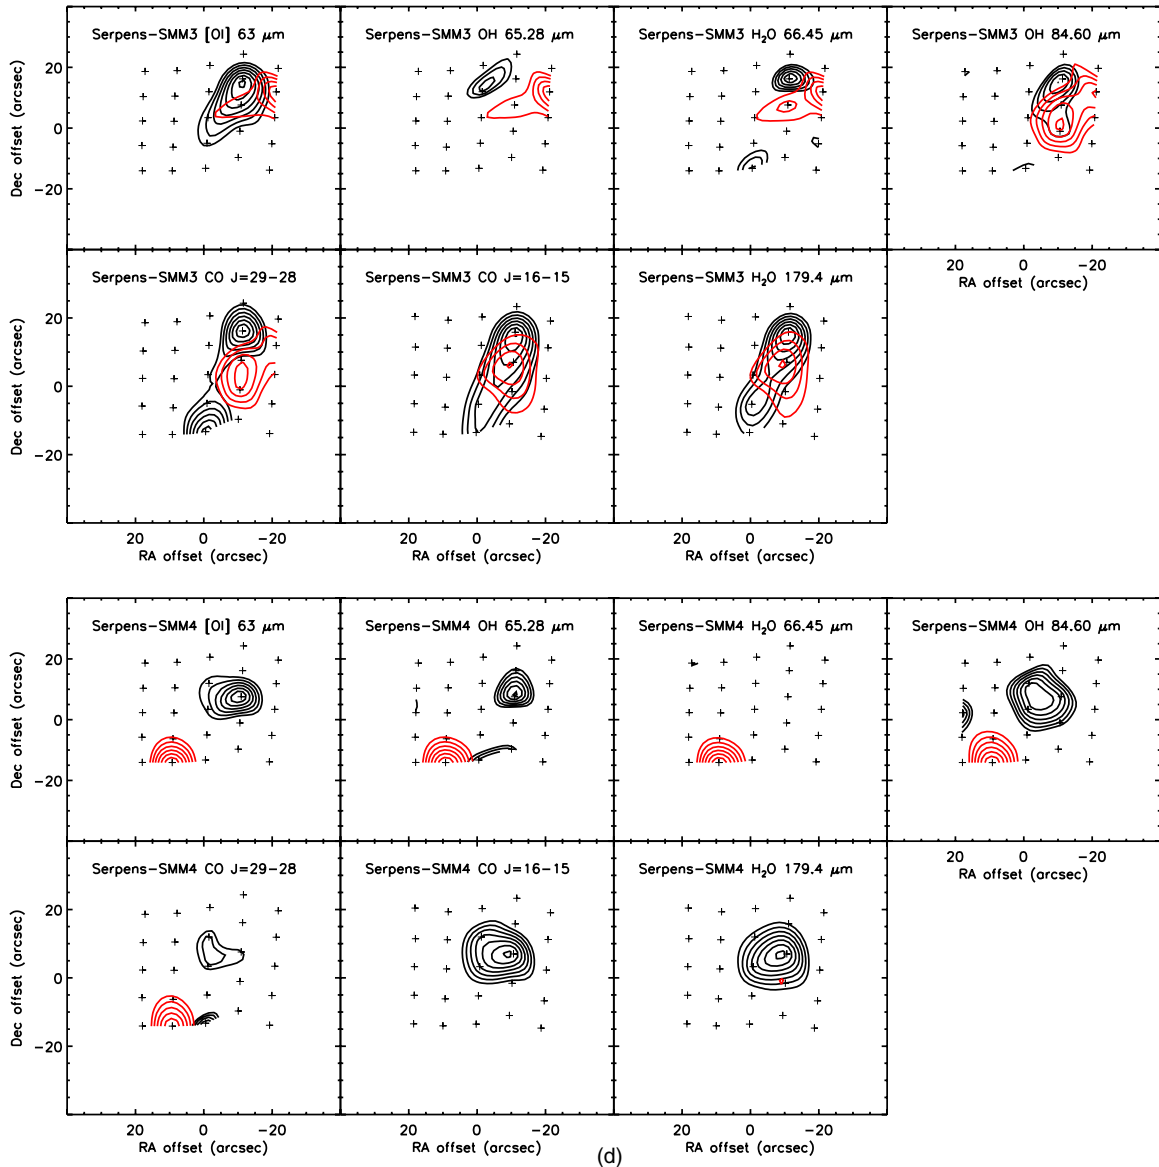 Serpens-SMM3 [OI] 63 μm
Serpens-SMM3 OH 65.28 μm
Serpens-SMM3 H₂O 66.45 μm
Serpens-SMM3 OH 84.60 μm
20
0
-20
Dec offset (arcsec)
20 0 -20
RA offset (arcsec)
Serpens-SMM3 CO J=29-28
Serpens-SMM3 CO J=16-15
Serpens-SMM3 H₂O 179.4 μm
20
0
-20
Dec offset (arcsec)
20 0 -20
20 0 -20
20 0 -20
RA offset (arcsec)
RA offset (arcsec)
RA offset (arcsec)
Serpens-SMM4 [OI] 63 μm
Serpens-SMM4 OH 65.28 μm
Serpens-SMM4 H₂O 66.45 μm
Serpens-SMM4 OH 84.60 μm
20
0
-20
Dec offset (arcsec)
20 0 -20
RA offset (arcsec)
Serpens-SMM4 CO J=29-28
Serpens-SMM4 CO J=16-15
Serpens-SMM4 H₂O 179.4 μm
20
0
-20
Dec offset (arcsec)
20 0 -20
20 0 -20
20 0 -20
RA offset (arcsec)
RA offset (arcsec)
RA offset (arcsec)
(d)